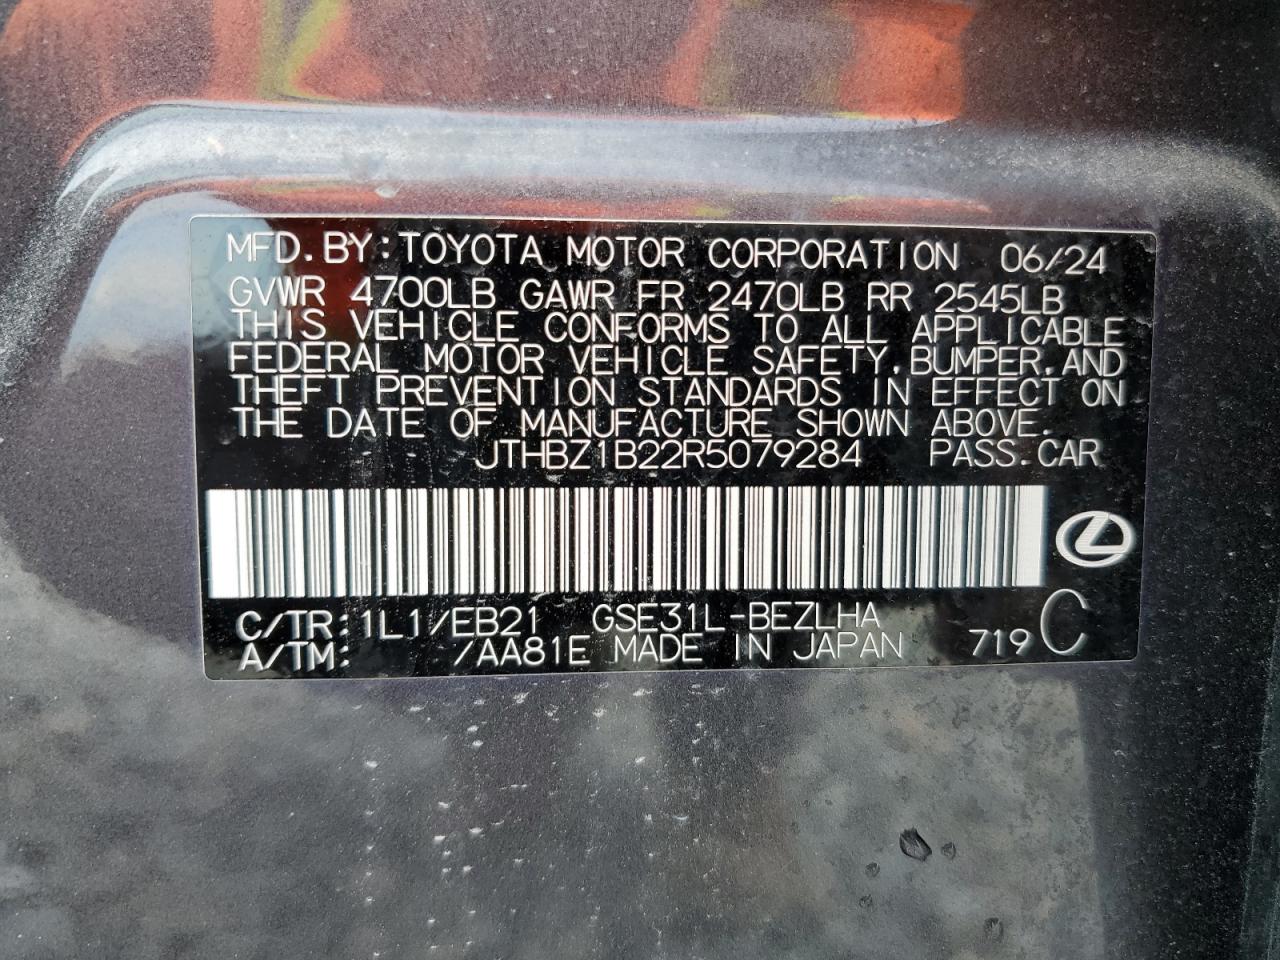 MFD. BY: TOYOTA MOTOR CORPORATION 06/24
GVWR 4700LB GAWR FR 2470LB RR 2545LB
THIS VEHICLE CONFORMS TO ALL APPLICABLE
FEDERAL MOTOR VEHICLE SAFETY, BUMPER, AND
THEFT PREVENTION STANDARDS IN EFFECT ON
THE DATE OF MANUFACTURE SHOWN ABOVE.
JTHBZ1B22R5079284 PASS. CAR
C/TR: 1L1/EB21 GSE31L-BEZLHA
A/TM: /AA81E MADE IN JAPAN 719 C